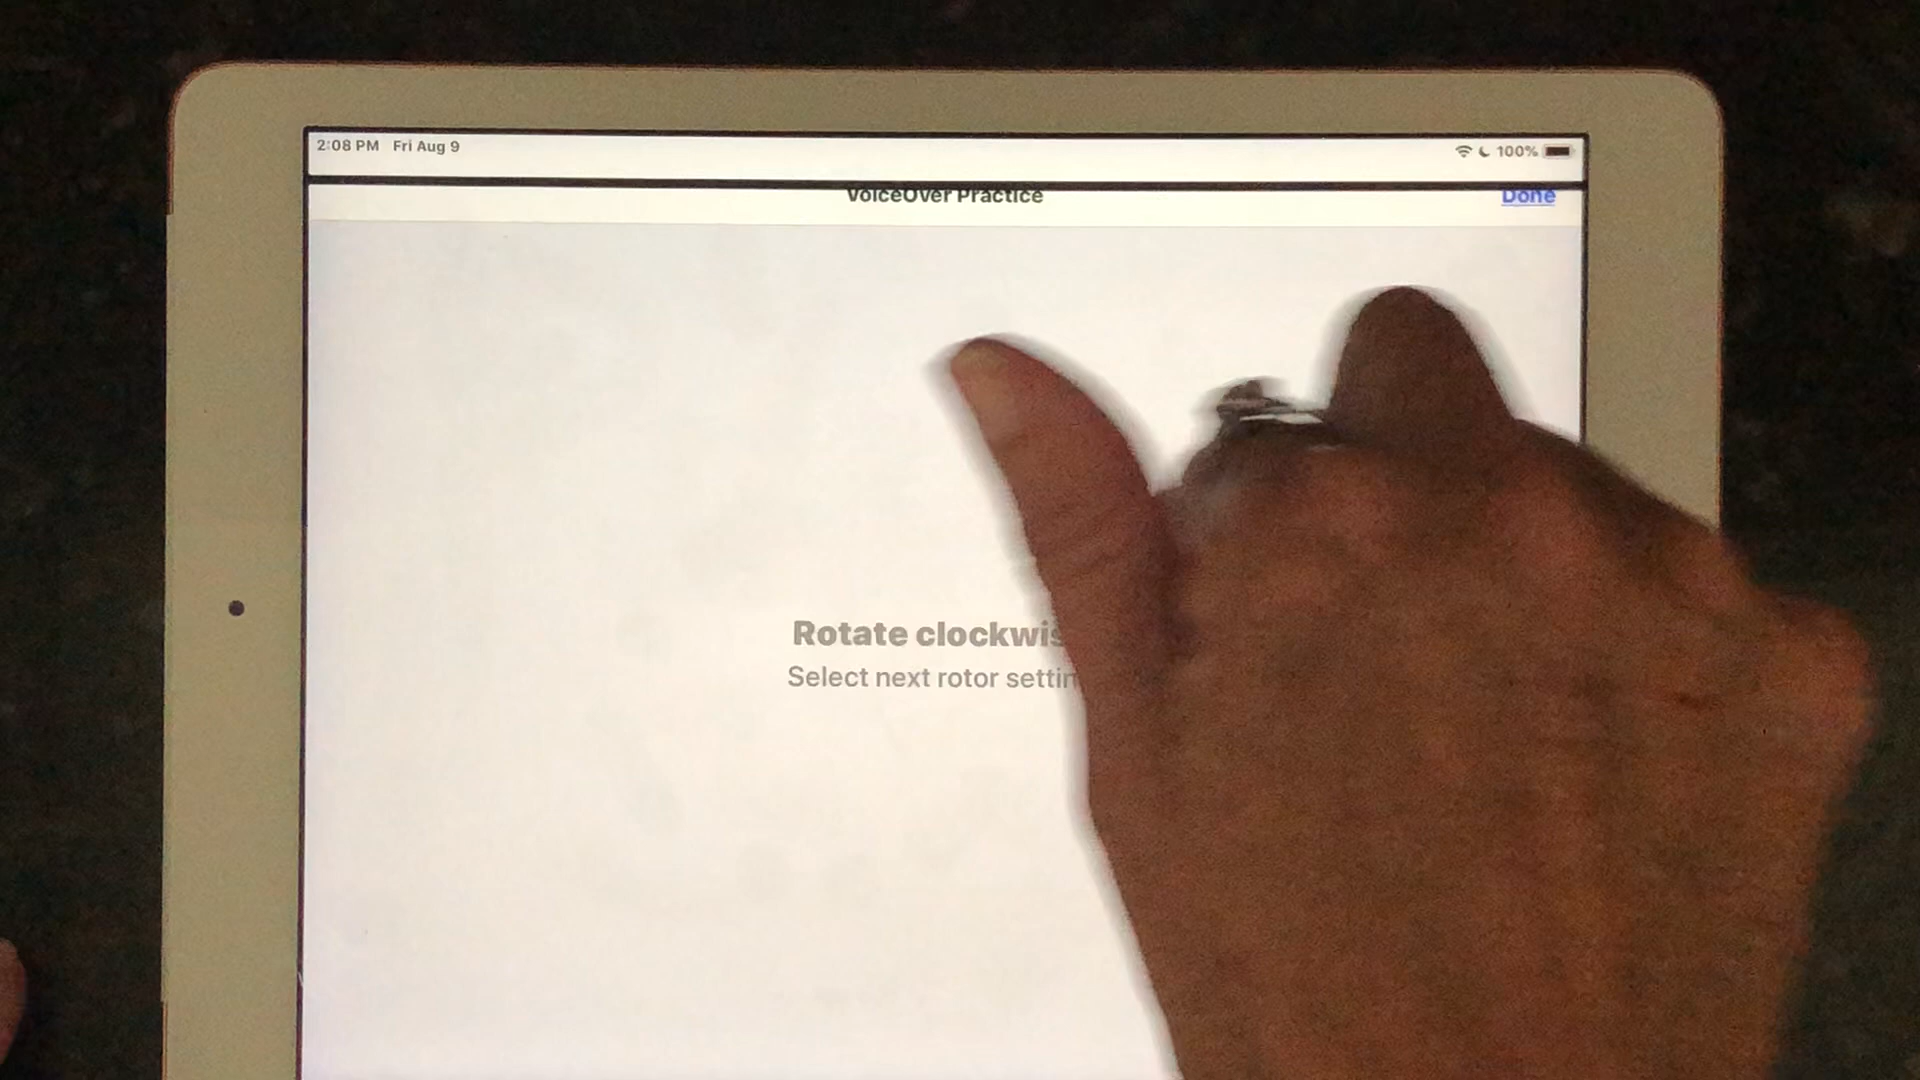 2:08 PM Fri Aug 9
100%
VoiceOver Practice
Done
Rotate clockwis
Select next rotor settin